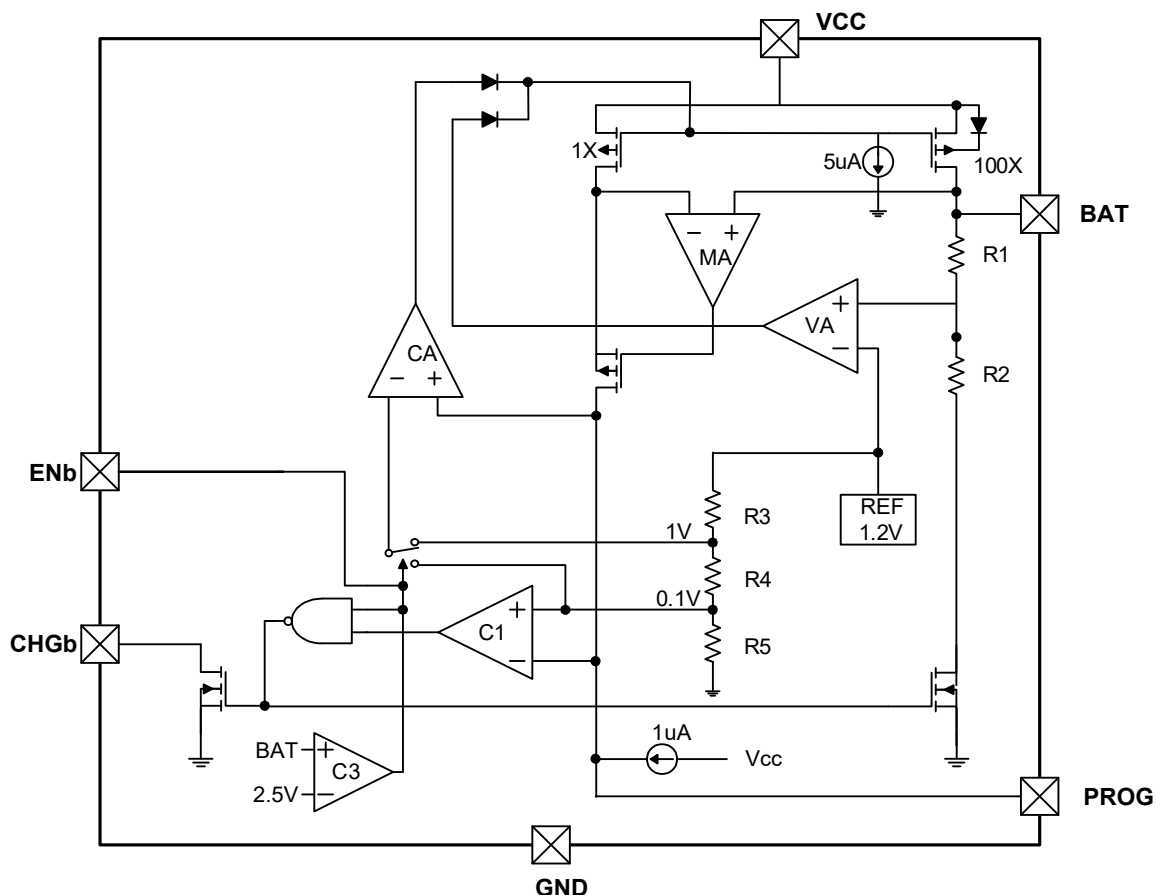 VCC
1X
5uA
100X
BAT
− +
MA
R1
+
VA
−
CA
− +
R2
ENb
REF
1.2V
R3
1V
R4
0.1V
+
C1
−
R5
CHGb
1uA
Vcc
BAT
+
C3
2.5V
−
PROG
GND